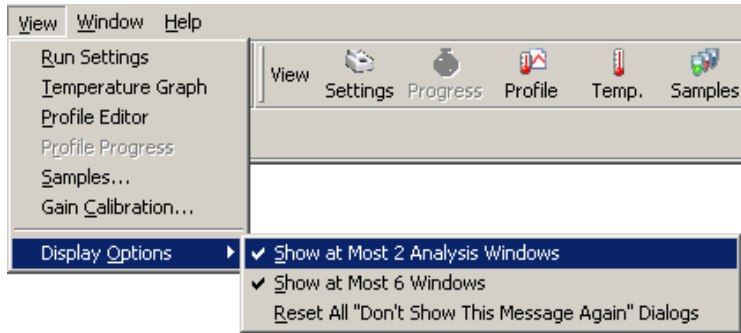 View Window Help
Run Settings
Temperature Graph
Profile Editor
Profile Progress
Samples...
Gain Calibration...
Display Options
View
Settings Progress Profile Temp. Samples
Show at Most 2 Analysis Windows
Show at Most 6 Windows
Reset All "Don't Show This Message Again" Dialogs